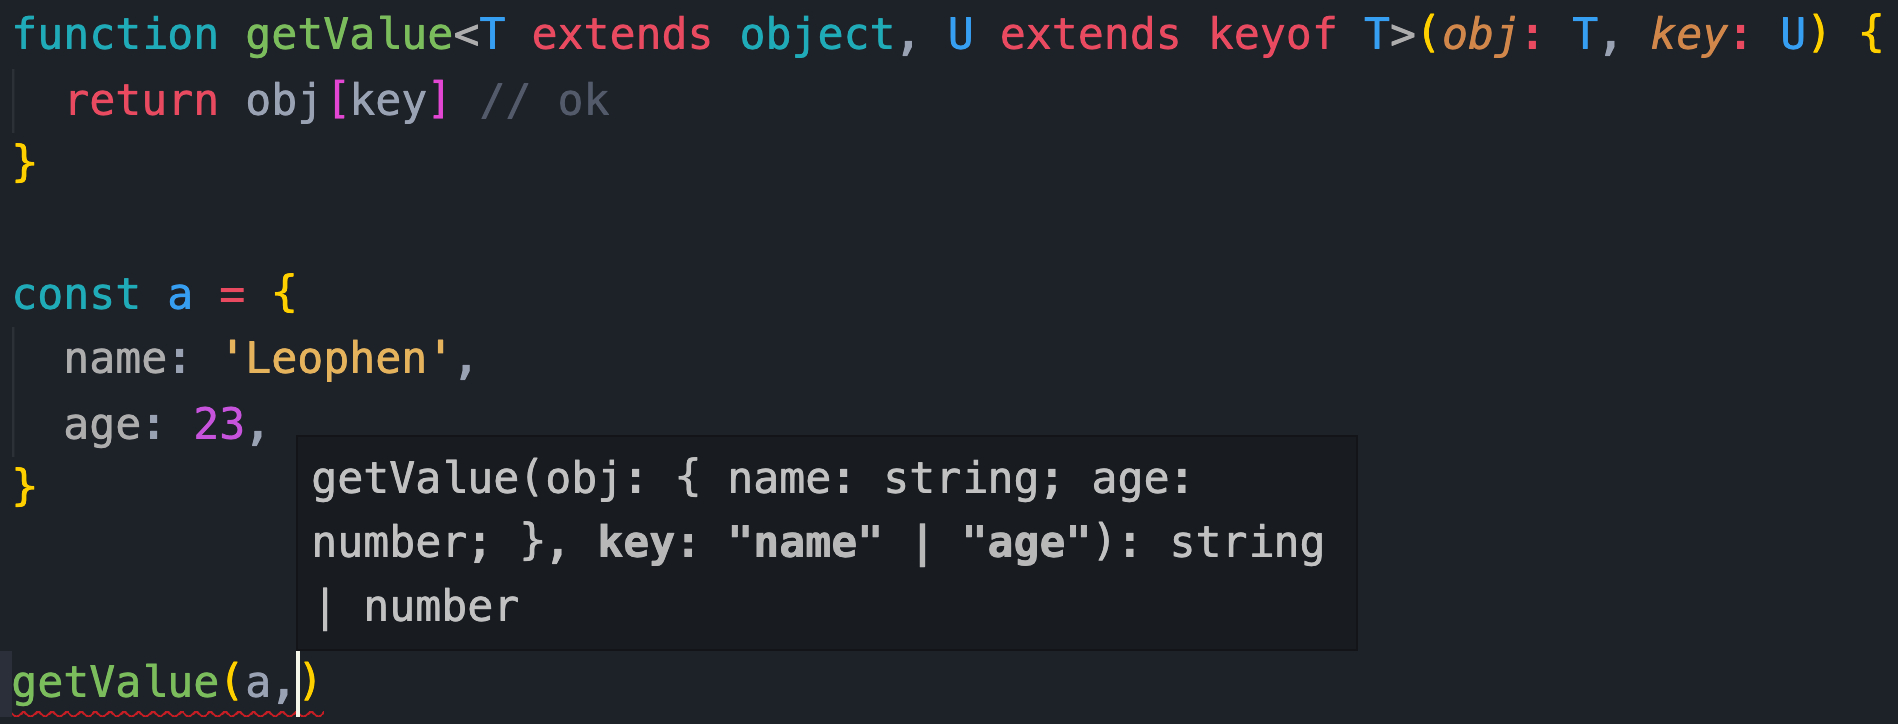 function getValue<T extends object, U extends keyof T>(obj: T, key: U) {
  return obj[key] // ok
}
const a = {
  name: 'Leophen',
  age: 23,
}
getValue(obj: { name: string; age:
number; }, key: "name" | "age"): string
| number
getValue(a,)